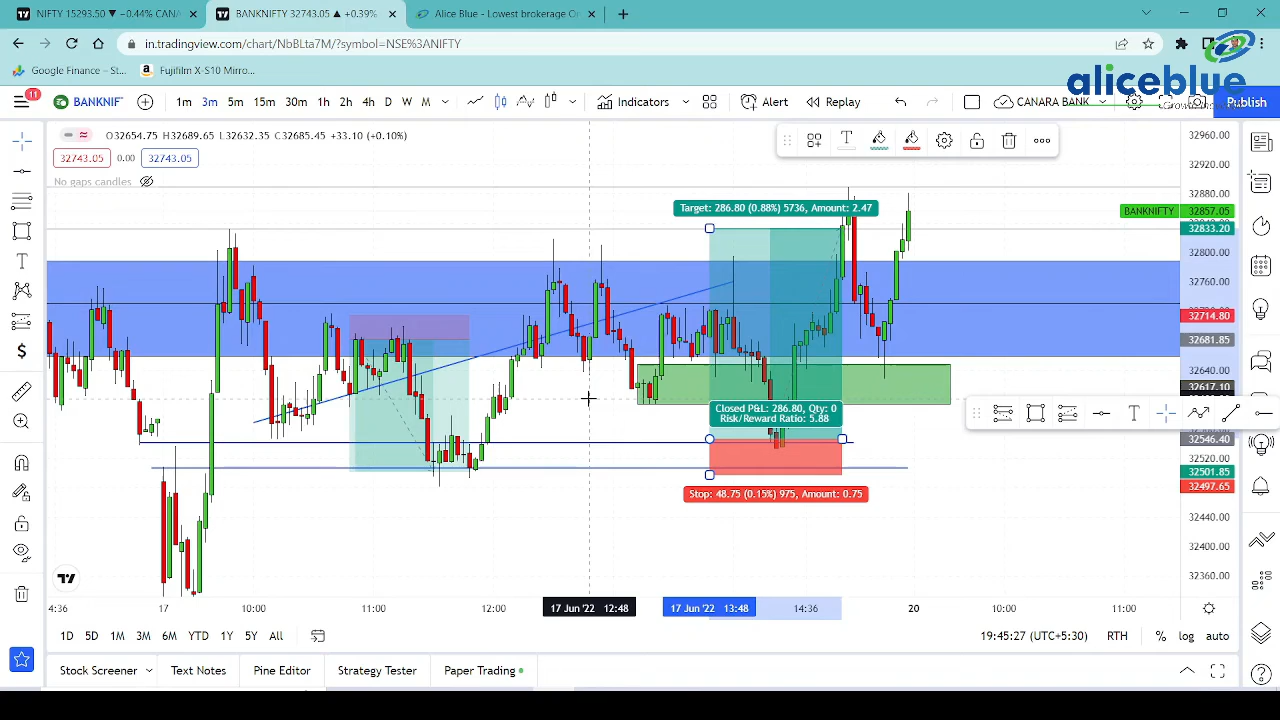 NIFTY 15293.50 ▼ −0.44% CANA
BANKNIFTY 32743.05 ▲ +0.39%
Alice Blue - Lowest brokerage On
in.tradingview.com/chart/NbBLta7M/?symbol=NSE%3ANIFTY
Google Finance – St...
Fujifilm X-S10 Mirro...
aliceblue
11
BANKNIF
1m 3m 5m 15m 30m 1h 2h 4h D W M
Indicators
Alert
Replay
CANARA BANK
Publish
O32654.75 H32689.65 L32632.35 C32685.45 +33.10 (+0.10%)
32743.05 0.00 32743.05
No gaps candles
Target: 286.80 (0.88%) 5736, Amount: 2.47
Closed P&L: 286.80, Qty: 0
Risk/Reward Ratio: 5.88
Stop: 48.75 (0.15%) 975, Amount: 0.75
32960.00
32920.00
32880.00
BANKNIFTY 32857.05
32833.20
32800.00
32760.00
32714.80
32681.85
32640.00
32617.10
32546.40
32520.00
32501.85
32497.65
32440.00
32400.00
32360.00
4:36 17 10:00 11:00 12:00 17 Jun '22 12:48 17 Jun '22 13:48 14:36 20 10:00 11:00
1D 5D 1M 3M 6M YTD 1Y 5Y All
19:45:27 (UTC+5:30) RTH % log auto
Stock Screener Text Notes Pine Editor Strategy Tester Paper Trading